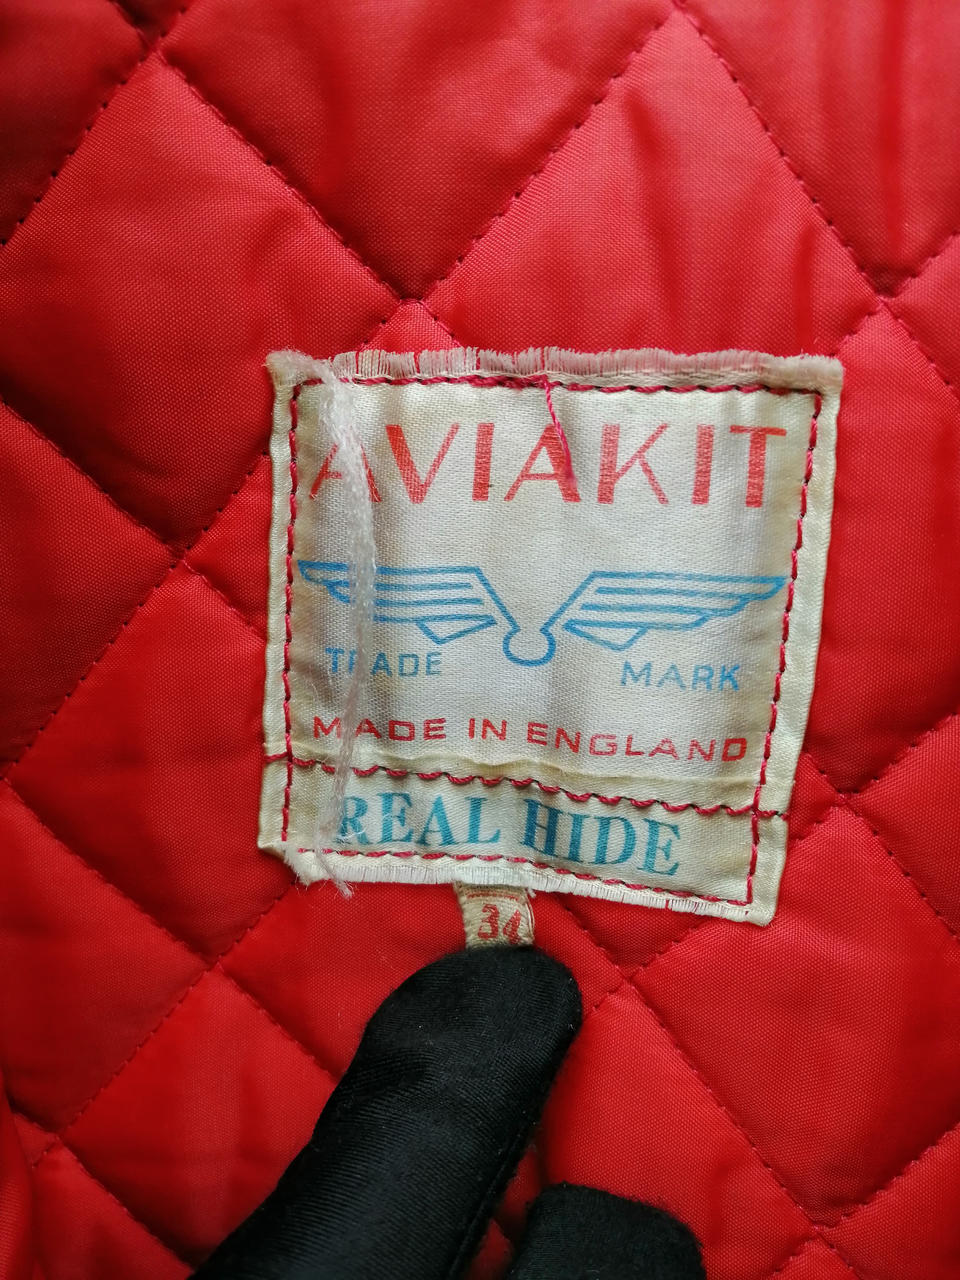 AVIAKIT
TRADE MARK
MADE IN ENGLAND
REAL HIDE
34